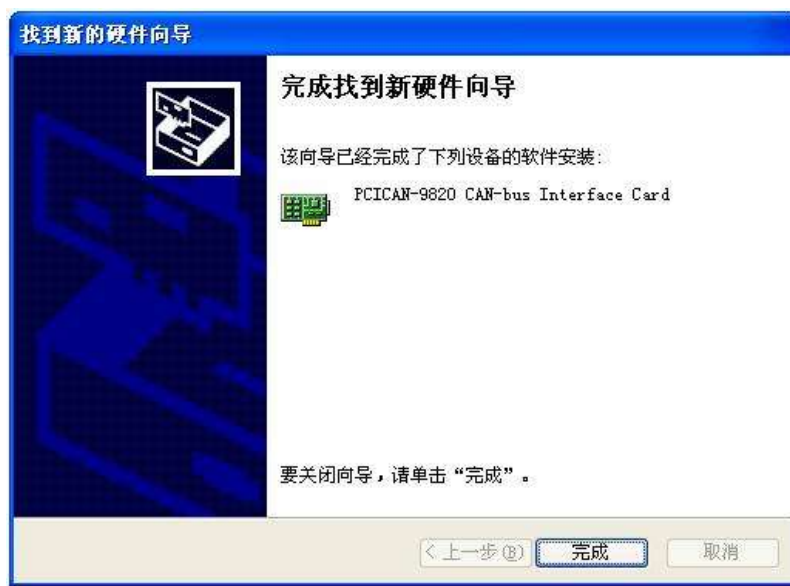 找到新的硬件向导
完成找到新硬件向导
该向导已经完成了下列设备的软件安装:
PCICAN-9820 CAN-bus Interface Card
要关闭向导，请单击“完成”。
<上一步(B) 完成 取消